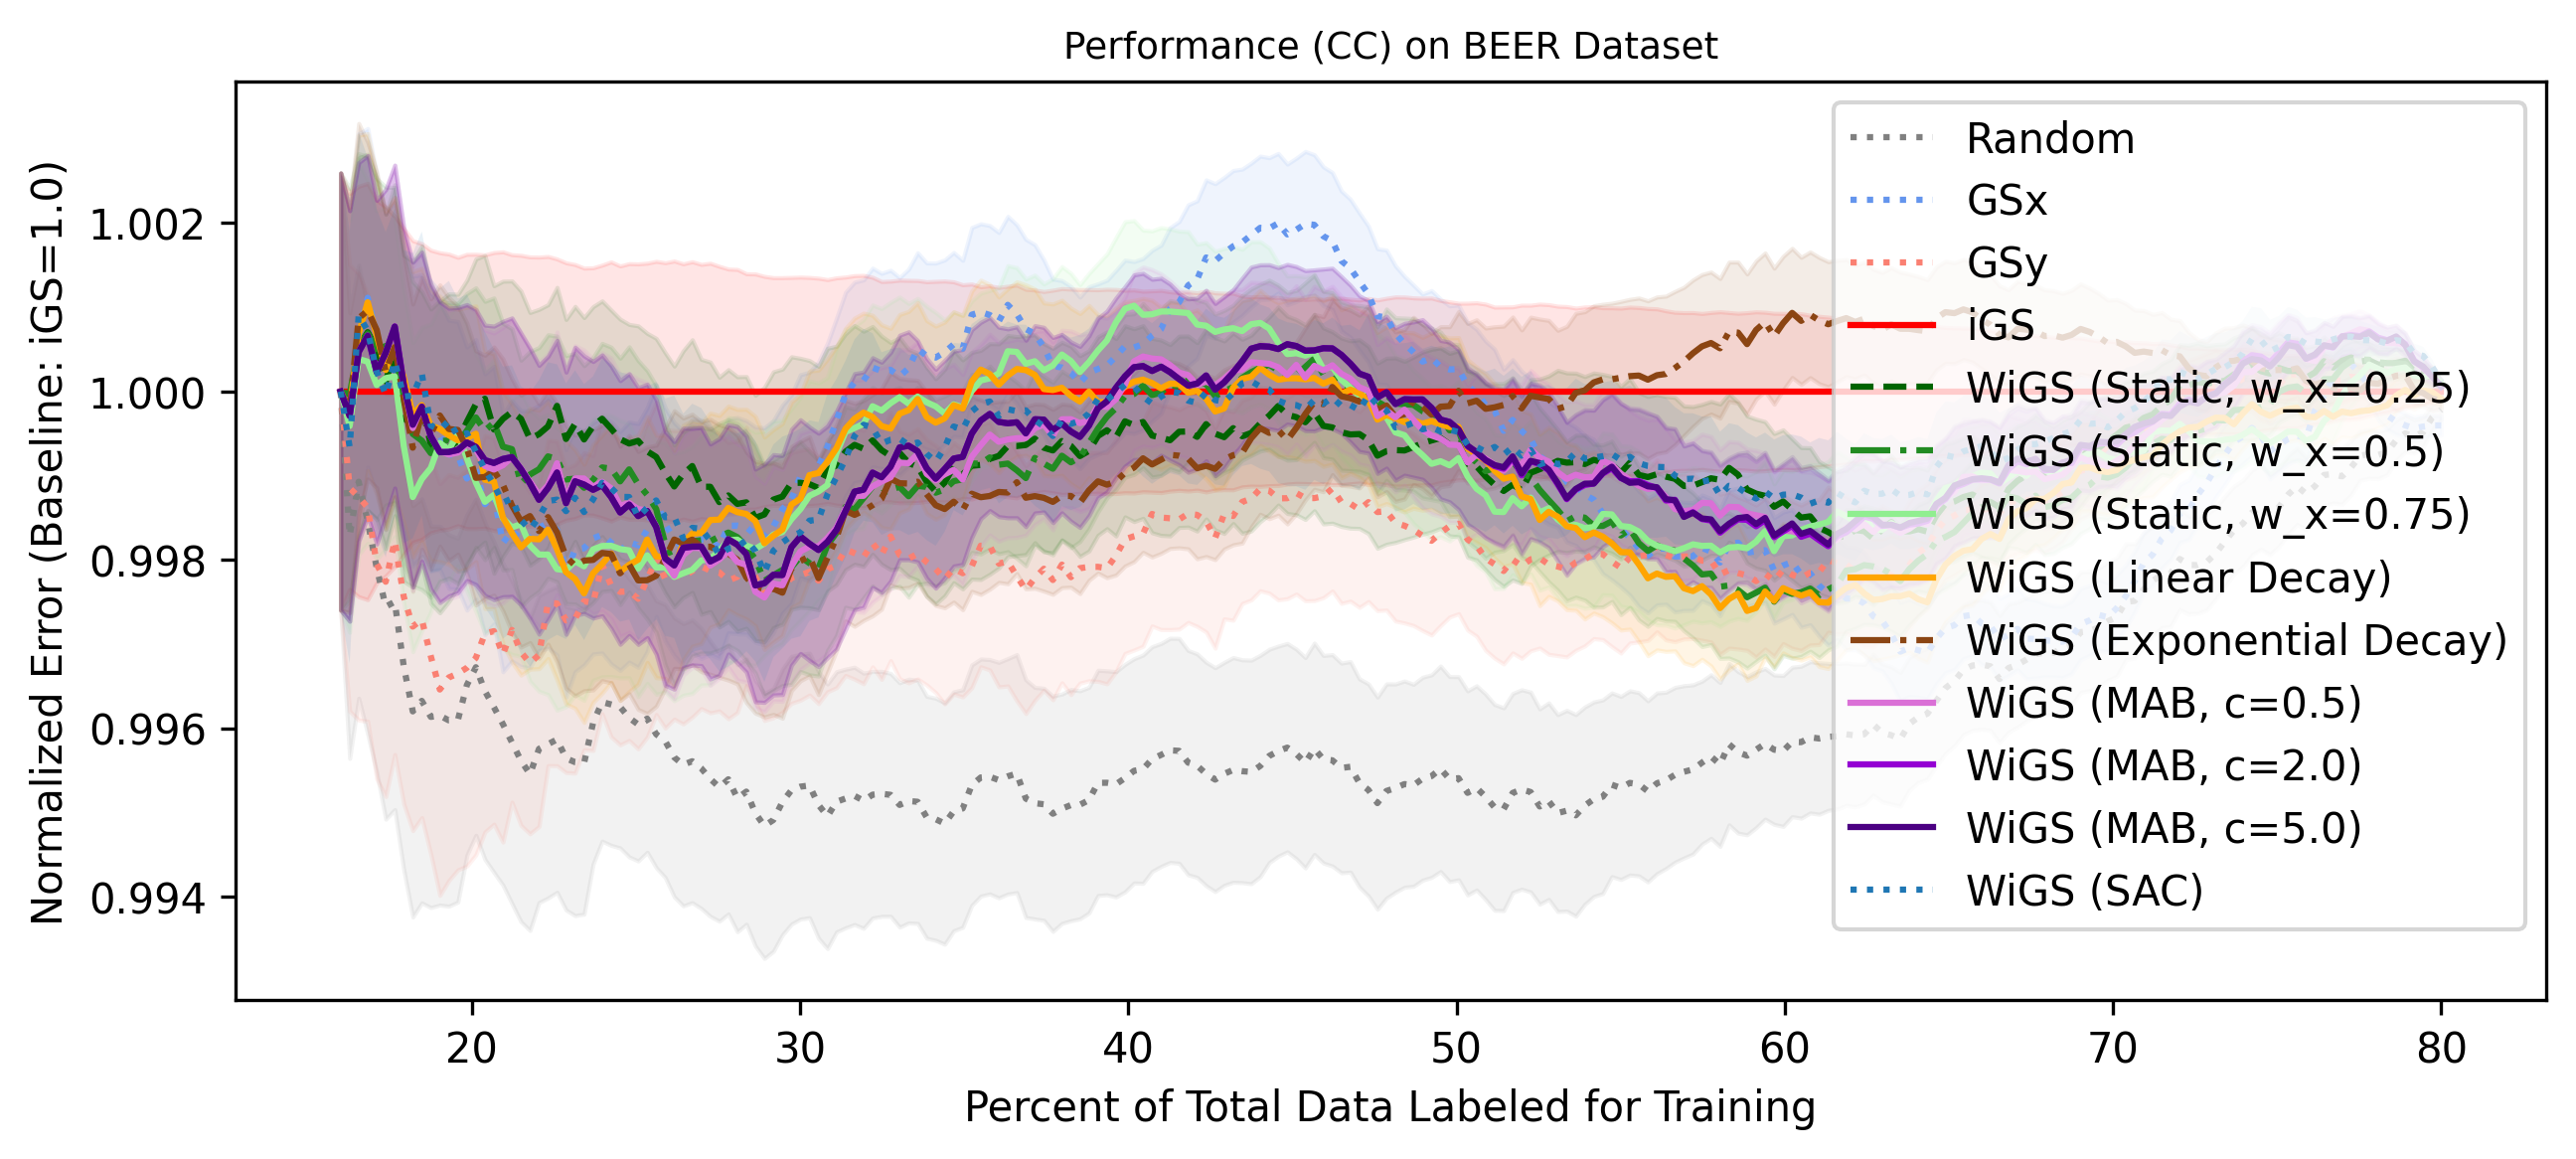 Performance (CC) on BEER Dataset
Normalized Error (Baseline: iGS=1.0)
1.002
1.000
0.998
0.996
0.994
20 30 40 50 60 70 80
Percent of Total Data Labeled for Training
Random
GSx
GSy
iGS
WiGS (Static, w_x=0.25)
WiGS (Static, w_x=0.5)
WiGS (Static, w_x=0.75)
WiGS (Linear Decay)
WiGS (Exponential Decay)
WiGS (MAB, c=0.5)
WiGS (MAB, c=2.0)
WiGS (MAB, c=5.0)
WiGS (SAC)